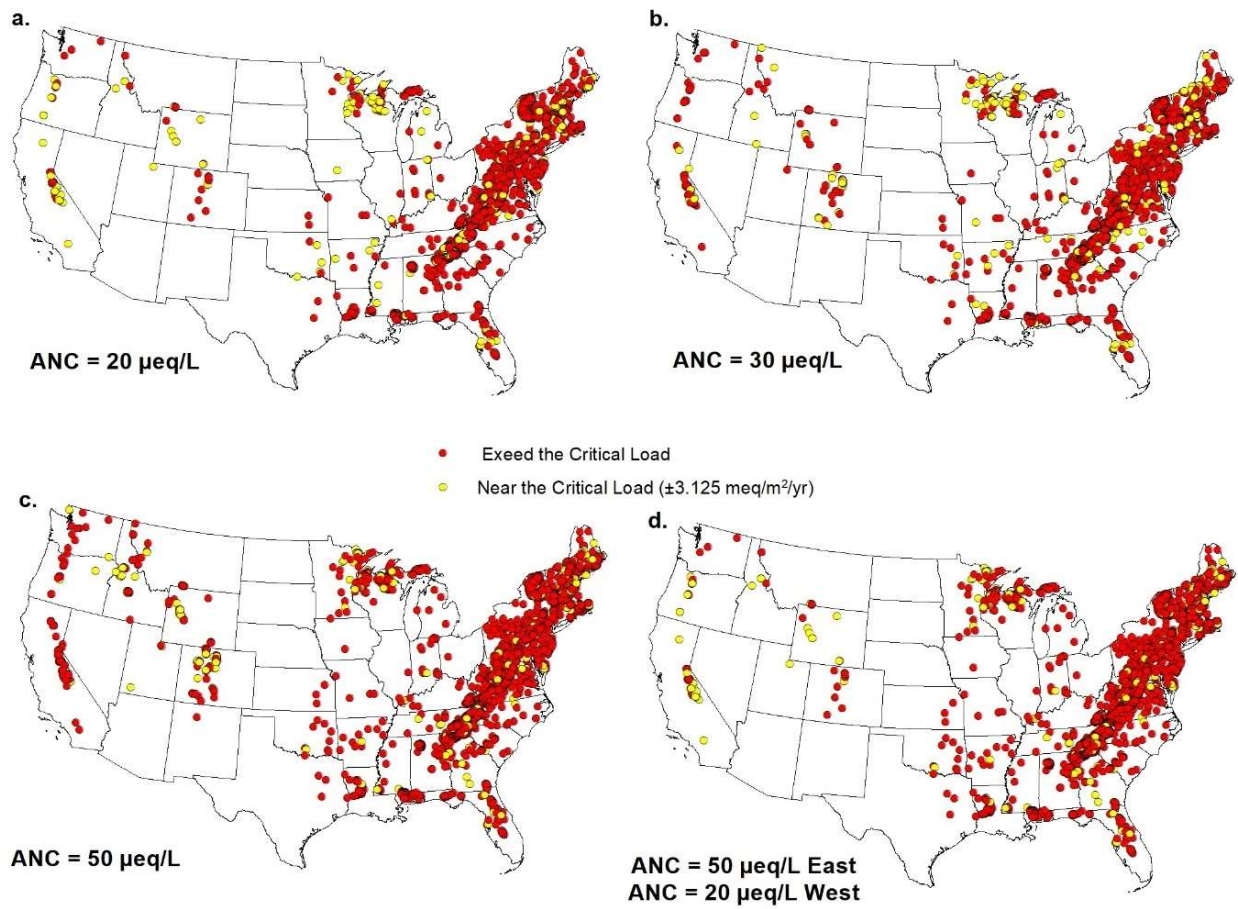 a.
b.
ANC = 20 µeq/L
ANC = 30 µeq/L
Exeed the Critical Load
Near the Critical Load (±3.125 meq/m²/yr)
c.
d.
ANC = 50 µeq/L
ANC = 50 µeq/L East
ANC = 20 µeq/L West